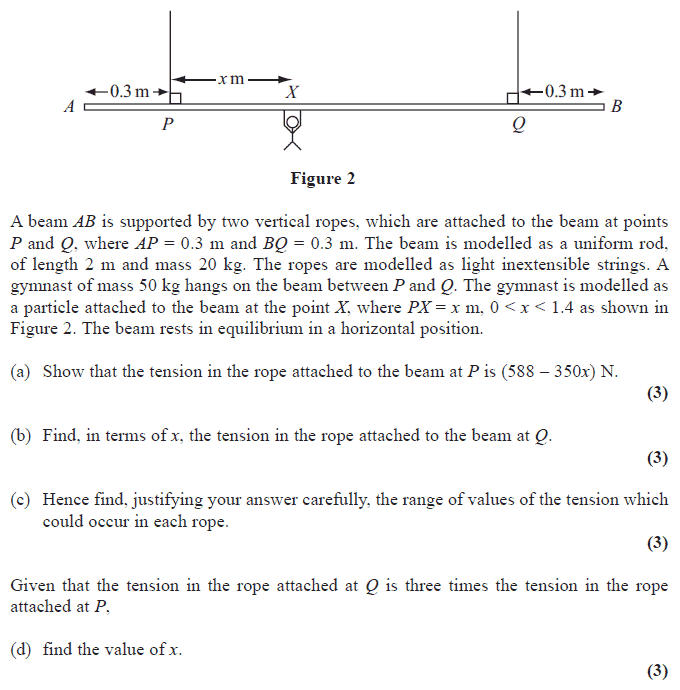 0.3 m
x m
X
0.3 m
A
B
P
Q
Figure 2
A beam AB is supported by two vertical ropes, which are attached to the beam at points
P and Q, where AP = 0.3 m and BQ = 0.3 m. The beam is modelled as a uniform rod,
of length 2 m and mass 20 kg. The ropes are modelled as light inextensible strings. A
gymnast of mass 50 kg hangs on the beam between P and Q. The gymnast is modelled as
a particle attached to the beam at the point X, where PX = x m, 0 < x < 1.4 as shown in
Figure 2. The beam rests in equilibrium in a horizontal position.
(a) Show that the tension in the rope attached to the beam at P is (588 – 350x) N.
(3)
(b) Find, in terms of x, the tension in the rope attached to the beam at Q.
(3)
(c) Hence find, justifying your answer carefully, the range of values of the tension which
could occur in each rope.
(3)
Given that the tension in the rope attached at Q is three times the tension in the rope
attached at P,
(d) find the value of x.
(3)